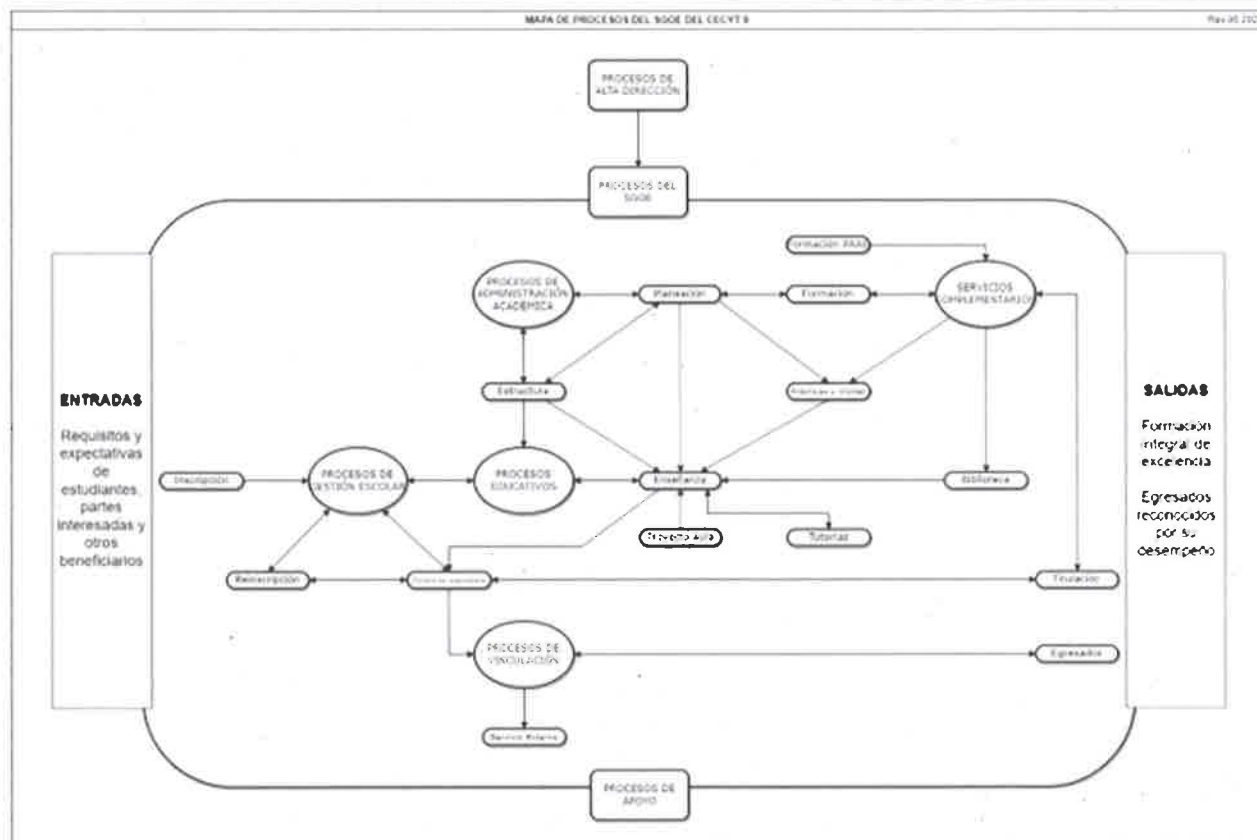 MAPA DE PROCESOS DEL SGOE DEL CECYT 9
PROCESOS DE
ALTA DIRECCIÓN
PROCESOS DEL
SGOE
Formación PAAE
PROCESOS DE
ADMINISTRACIÓN
ACADÉMICA
Planeación
Formación
SERVICIOS
COMPLEMENTARIOS
ENTRADAS
Requisitos y
expectativas
de
estudiantes,
partes
interesadas y
otros
beneficiarios
Estructura
SALIDAS
Formación
integral de
excelencia
Egresados
reconocidos
por su
desempeño
Inscripción
PROCESOS DE
GESTIÓN ESCOLAR
PROCESOS
EDUCATIVOS
Enseñanza
Biblioteca
Proyecto Aula
Tutorías
Reinscripción
Titulación
PROCESOS DE
VINCULACIÓN
Egresados
PROCESOS DE
APOYO